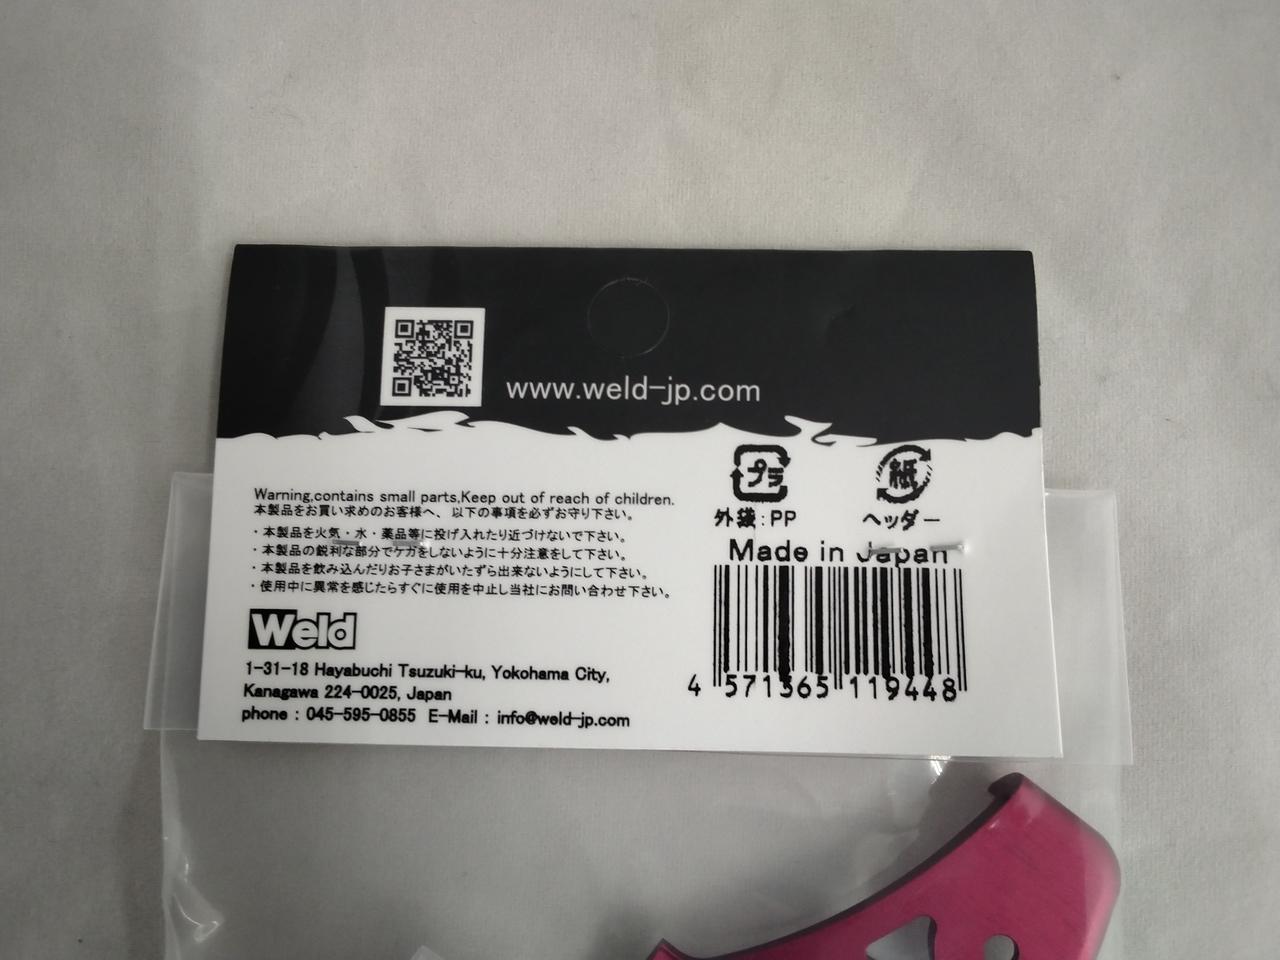 www.weld-jp.com
Warning,contains small parts,Keep out of reach of children.
本製品をお買い求めのお客様へ、以下の事項を必ずお守り下さい。
・本製品を火気・水・薬品等に投げ入れたり近づけないで下さい。
・本製品の鋭利な部分でケガをしないように十分注意をして下さい。
・本製品を飲み込んだりお子さまがいたずら出来ないようにして下さい。
・使用中に異常を感じたらすぐに使用を中止し当社にお問い合わせ下さい。
Weld
1-31-18 Hayabuchi Tsuzuki-ku, Yokohama City,
Kanagawa 224-0025, Japan
phone : 045-595-0855 E-Mail : info@weld-jp.com
プラ
外袋:PP
紙
ヘッダー
Made in Japan
4 571365 119448